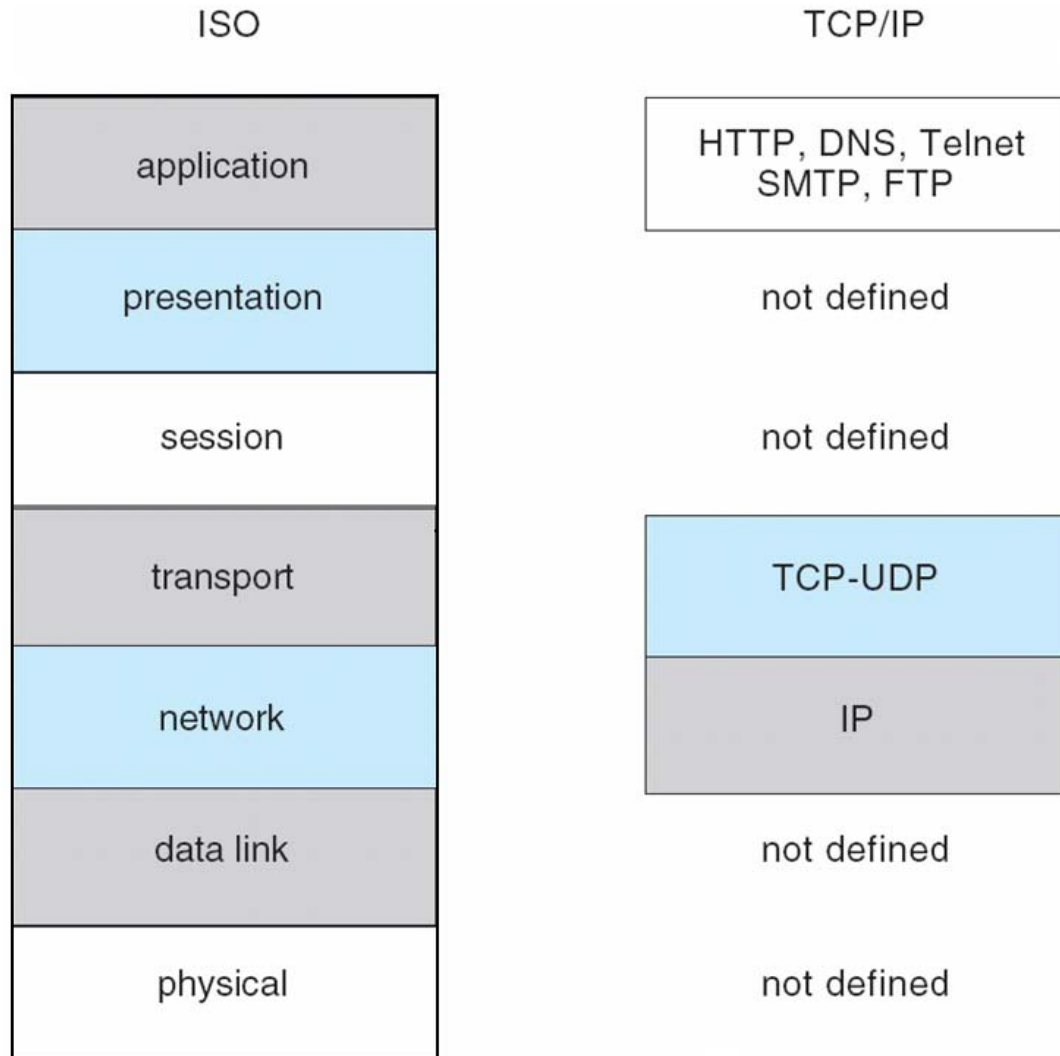 ISO
TCP/IP
application
HTTP, DNS, Telnet
SMTP, FTP
presentation
not defined
session
not defined
transport
TCP-UDP
network
IP
data link
not defined
physical
not defined